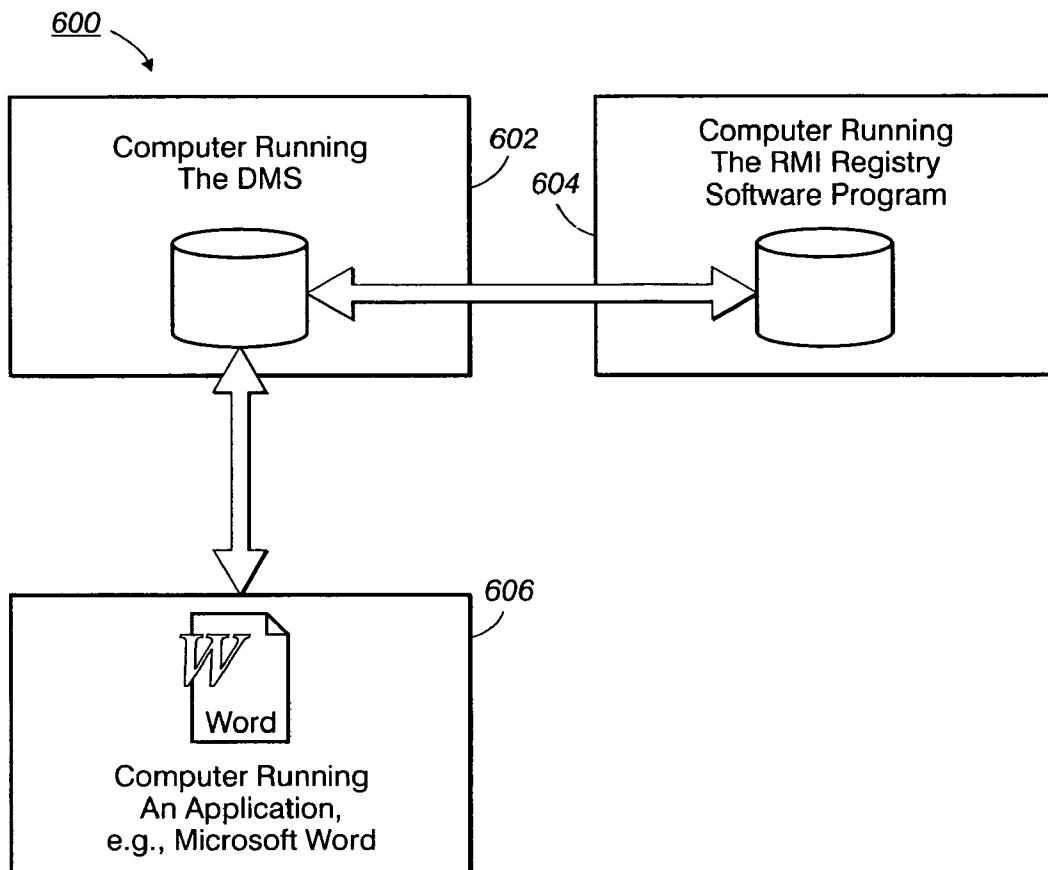 600
Computer Running
The DMS
602
604
Computer Running
The RMI Registry
Software Program
606
W
Word
Computer Running
An Application,
e.g., Microsoft Word